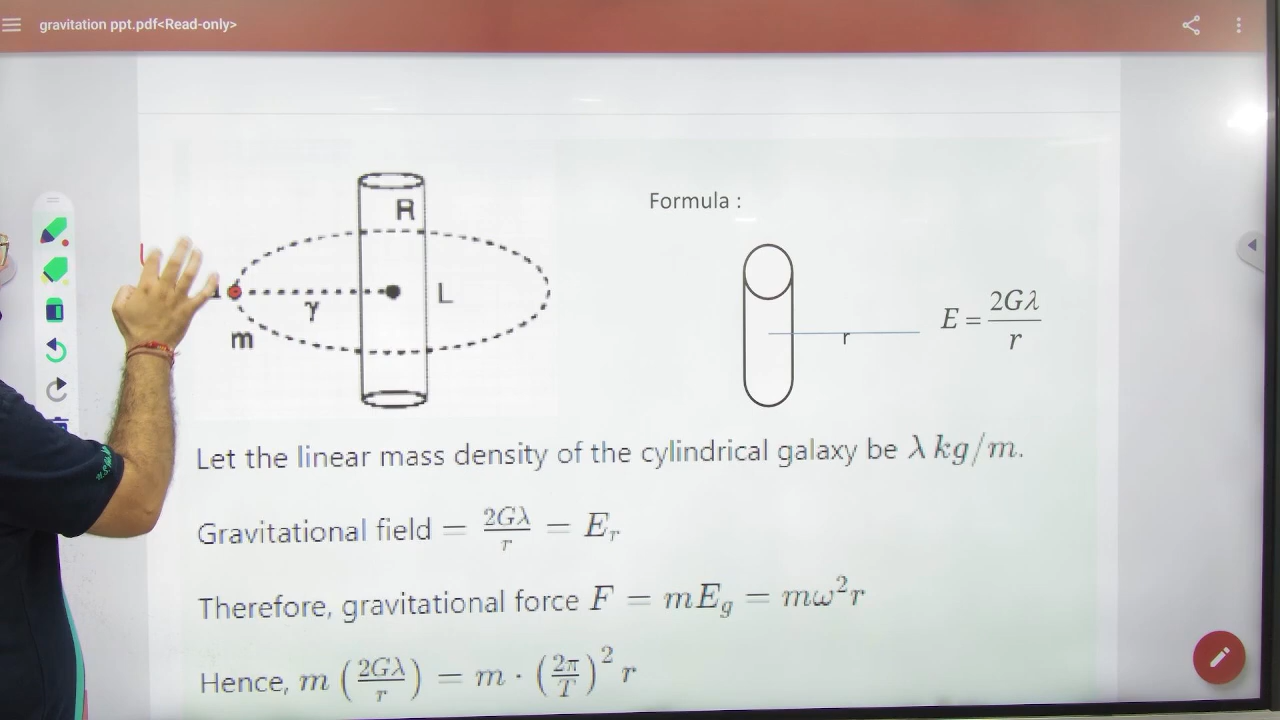 gravitation ppt.pdf<Read-only>
R
Formula :
γ
L
m
r
E = 2Gλ / r
Let the linear mass density of the cylindrical galaxy be λ kg/m.
Gravitational field = 2Gλ / r = E_r
Therefore, gravitational force F = mE_g = mω²r
Hence, m (2Gλ / r) = m · (2π / T)² r